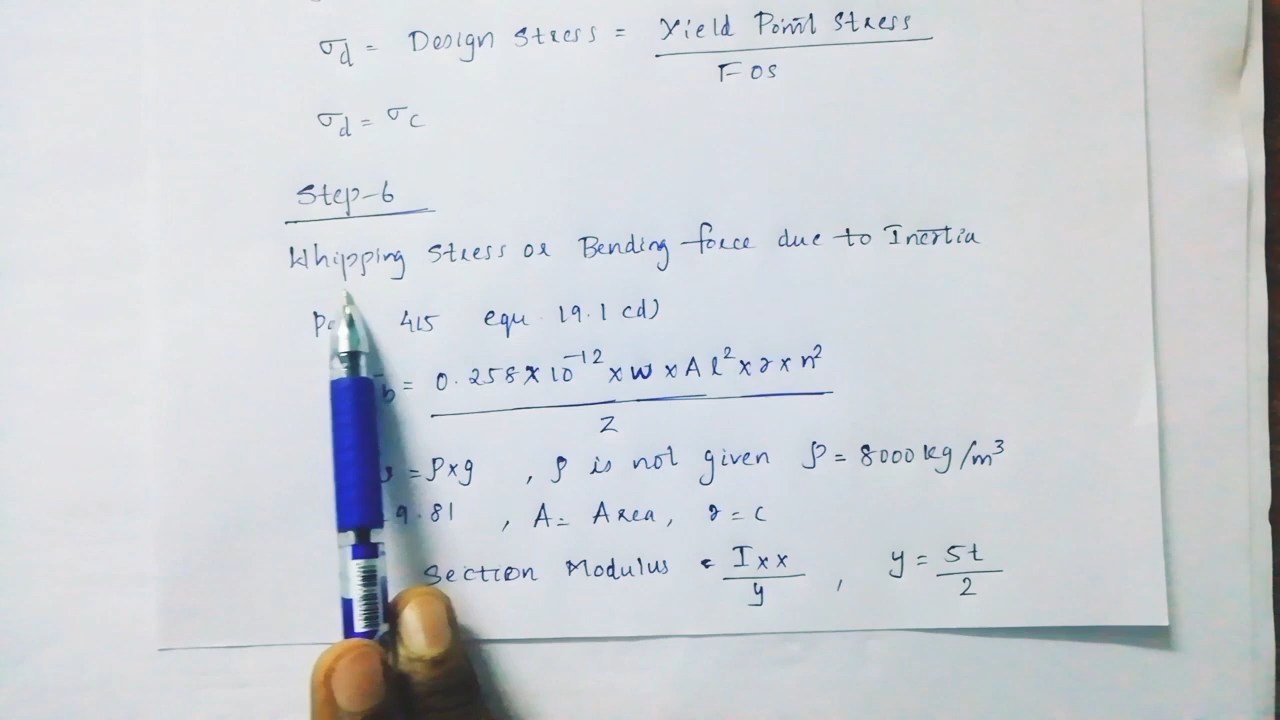 σd = Design Stress = Yield Point Stress / FOS
σd = σc
Step-6
Whipping Stress or Bending force due to Inertia
415 equ. 19.1 cd)
b = 0.258 x 10^-12 x w x A l^2 x r x n^2 / Z
= ρxg , ρ is not given ρ = 8000 kg/m^3
9.81 , A = Area, r = c
Section Modulus = Ixx / y , y = 5t / 2